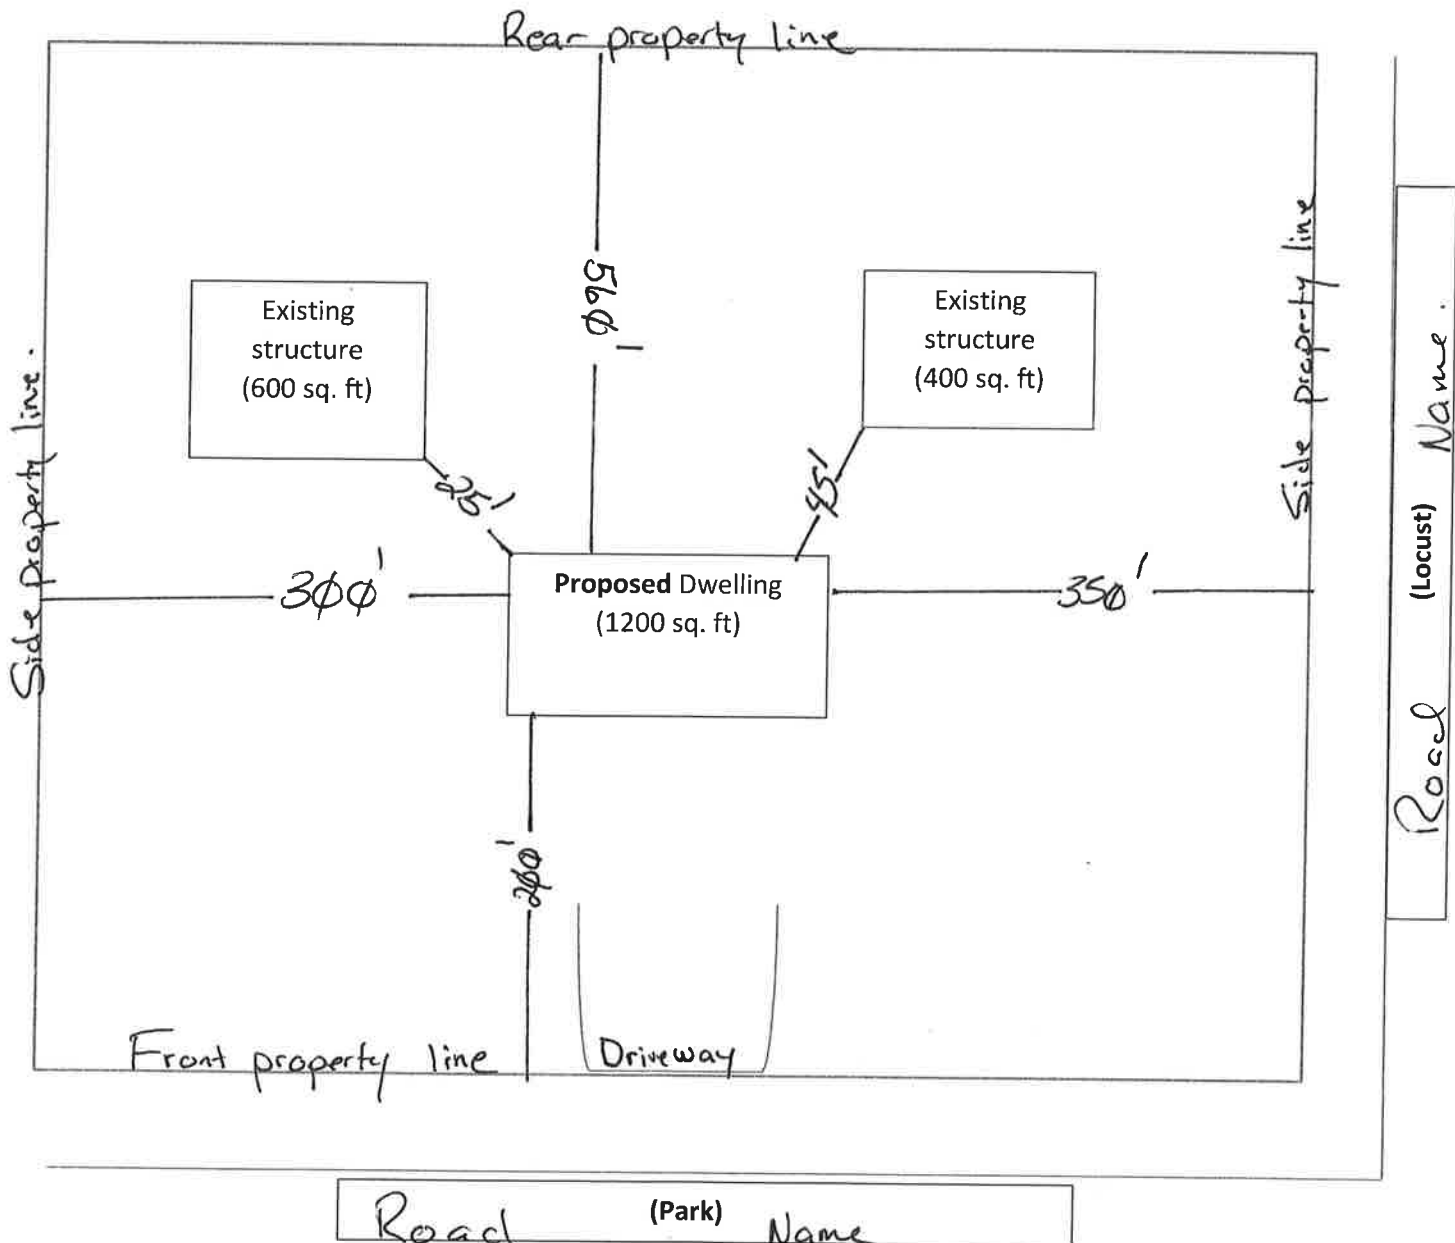 Rear property line
Existing
structure
(600 sq. ft)
560'
Existing
structure
(400 sq. ft)
Side property line.
Side property line
25'
45'
300'
Proposed Dwelling
(1200 sq. ft)
350'
200'
Front property line
Driveway
Road (Locust) Name.
Road (Park) Name